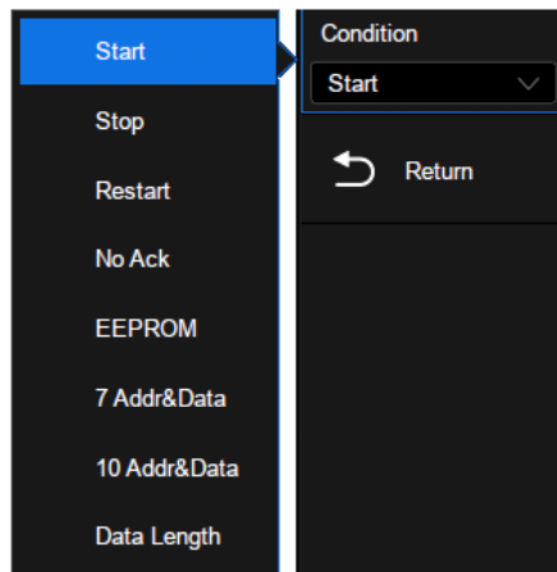 Start
Stop
Restart
No Ack
EEPROM
7 Addr&Data
10 Addr&Data
Data Length
Condition
Start
Return